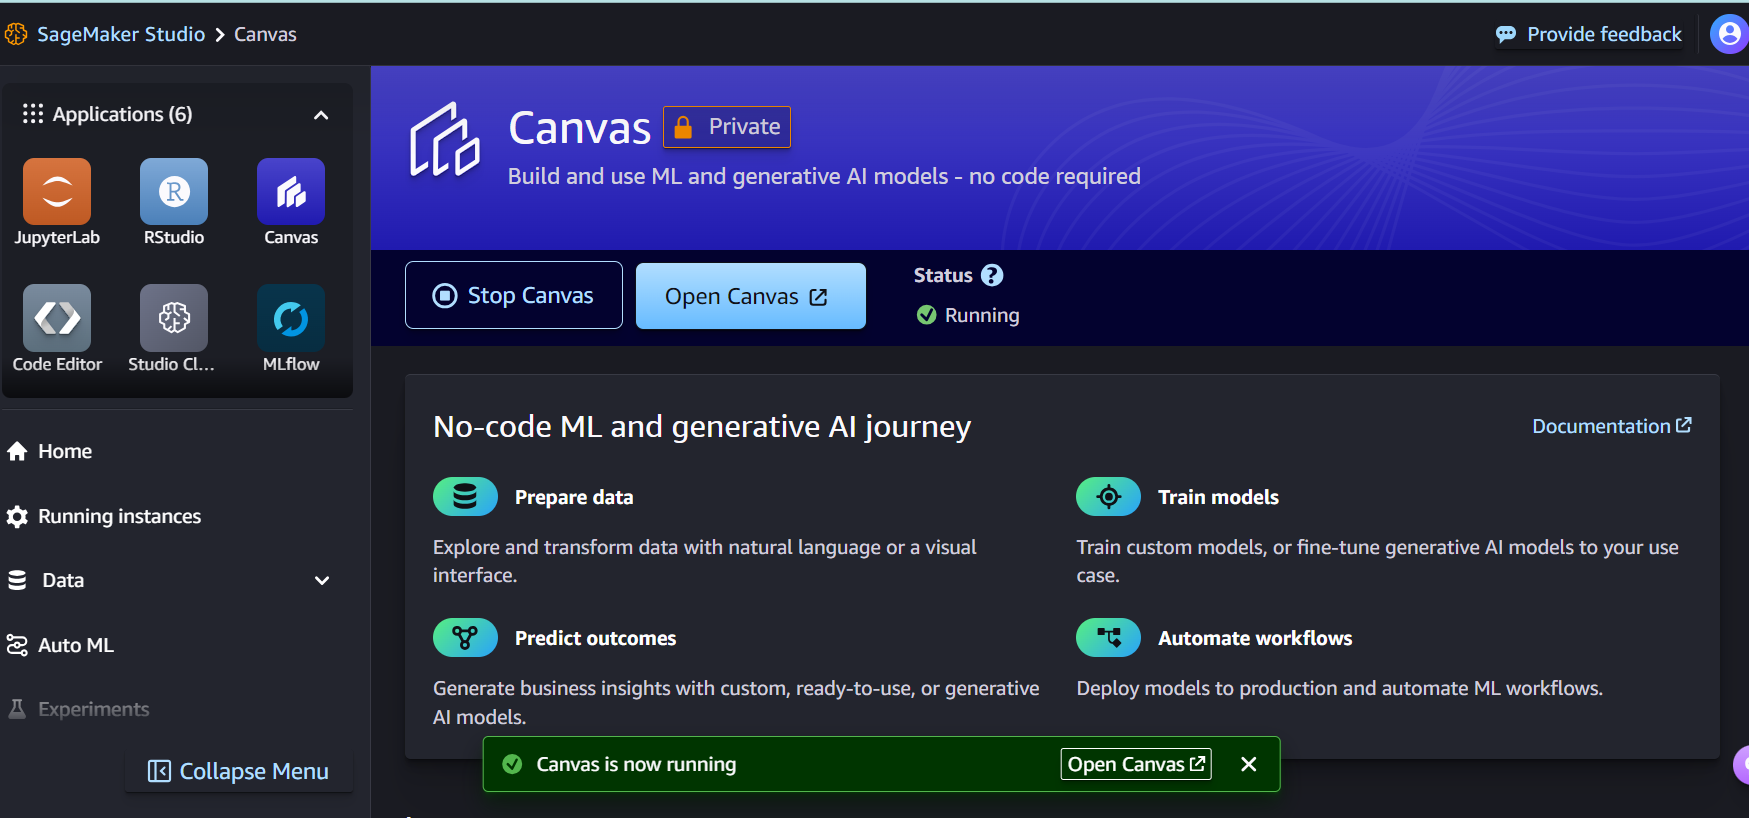 SageMaker Studio > Canvas
Provide feedback
Applications (6)
JupyterLab
RStudio
Canvas
Code Editor
Studio Cl...
MLflow
Home
Running instances
Data
Auto ML
Experiments
Collapse Menu
Canvas
Private
Build and use ML and generative AI models - no code required
Stop Canvas
Open Canvas
Status
Running
No-code ML and generative AI journey
Documentation
Prepare data
Explore and transform data with natural language or a visual
interface.
Train models
Train custom models, or fine-tune generative AI models to your use
case.
Predict outcomes
Generate business insights with custom, ready-to-use, or generative
AI models.
Automate workflows
Deploy models to production and automate ML workflows.
Canvas is now running
Open Canvas